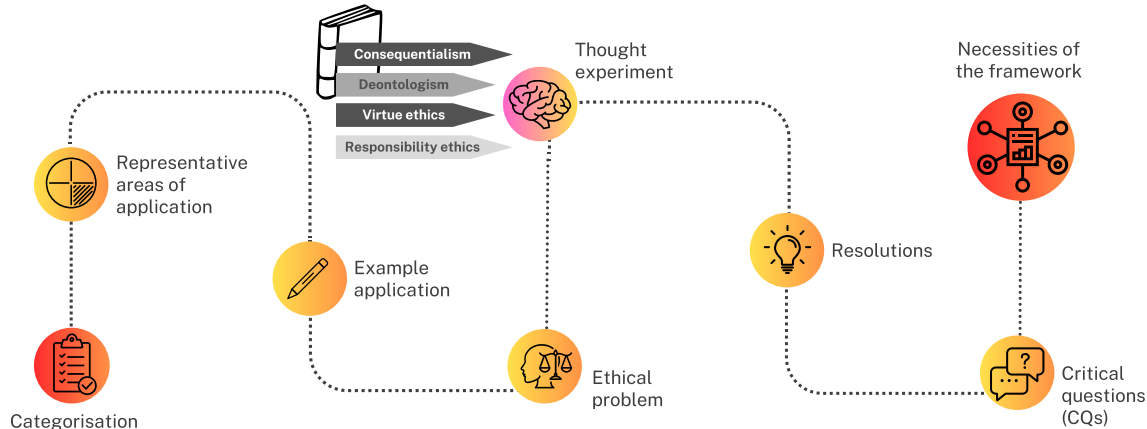 Categorisation
Representative
areas of
application
Example
application
Ethical
problem
Consequentialism
Deontologism
Virtue ethics
Responsibility ethics
Thought
experiment
Resolutions
Critical
questions
(CQs)
?
Necessities of
the framework